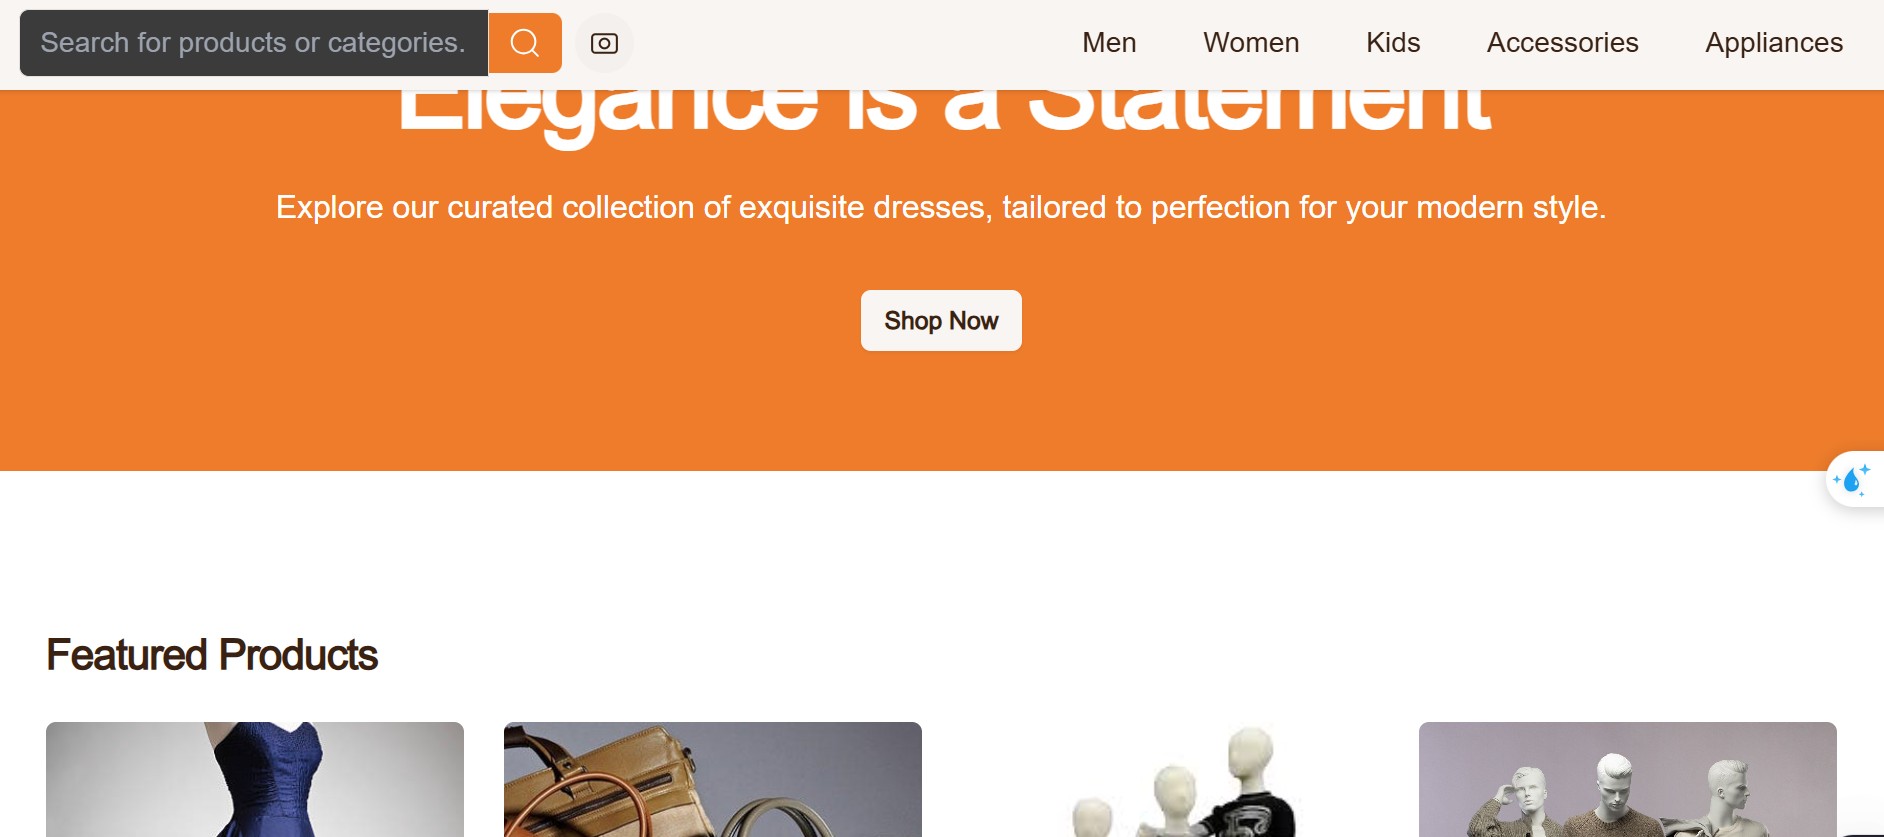 Search for products or categories.
Men
Women
Kids
Accessories
Appliances
Elegance is a Statement
Explore our curated collection of exquisite dresses, tailored to perfection for your modern style.
Shop Now
Featured Products